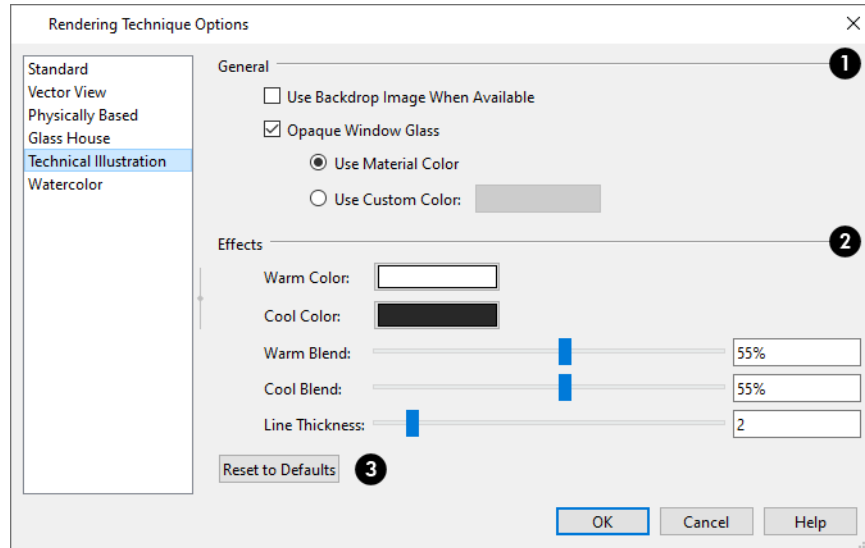 Rendering Technique Options
Standard
Vector View
Physically Based
Glass House
Technical Illustration
Watercolor
General
1
Use Backdrop Image When Available
Opaque Window Glass
Use Material Color
Use Custom Color:
Effects
2
Warm Color:
Cool Color:
Warm Blend: 55%
Cool Blend: 55%
Line Thickness: 2
Reset to Defaults 3
OK Cancel Help